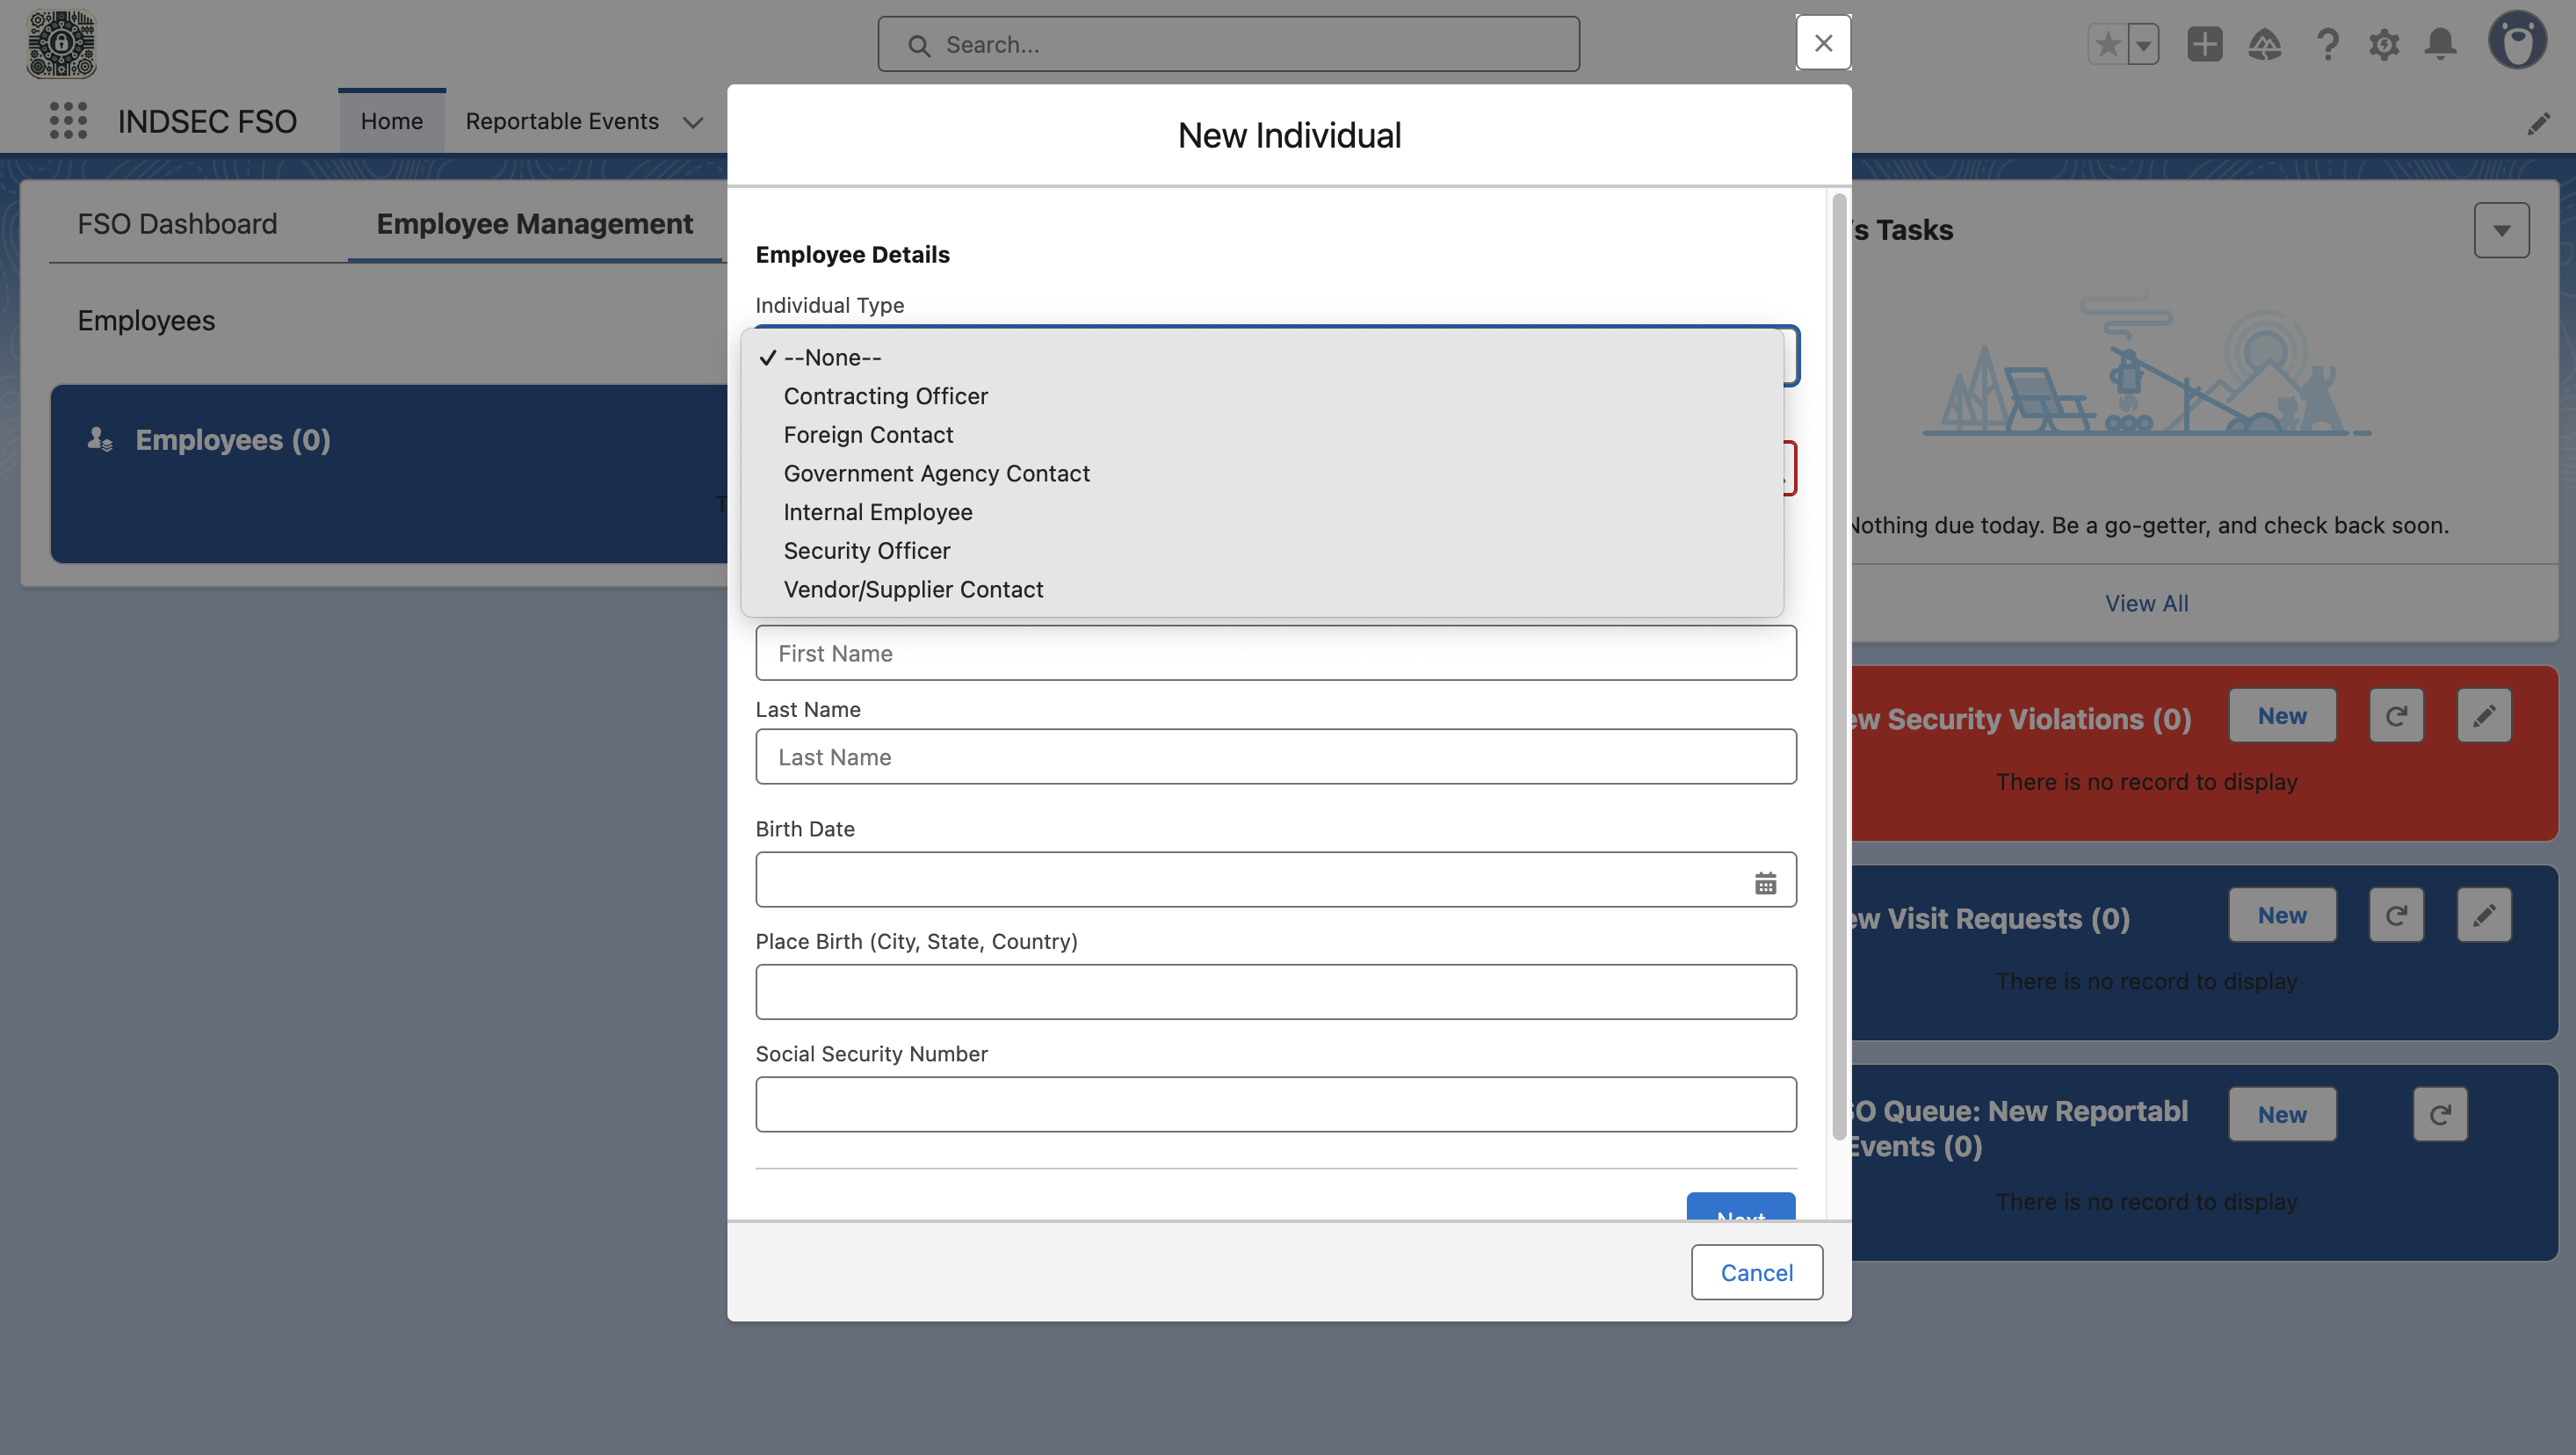 Search...
INDSEC FSO
Home
Reportable Events
New Individual
FSO Dashboard
Employee Management
Employees
Employees (0)
Employee Details
Individual Type
--None--
Contracting Officer
Foreign Contact
Government Agency Contact
Internal Employee
Security Officer
Vendor/Supplier Contact
First Name
Last Name
Last Name
Birth Date
Place Birth (City, State, Country)
Social Security Number
Next
Cancel
's Tasks
Nothing due today. Be a go-getter, and check back soon.
View All
ew Security Violations (0)
New
There is no record to display
ew Visit Requests (0)
New
There is no record to display
SO Queue: New Reportabl
Events (0)
New
There is no record to display